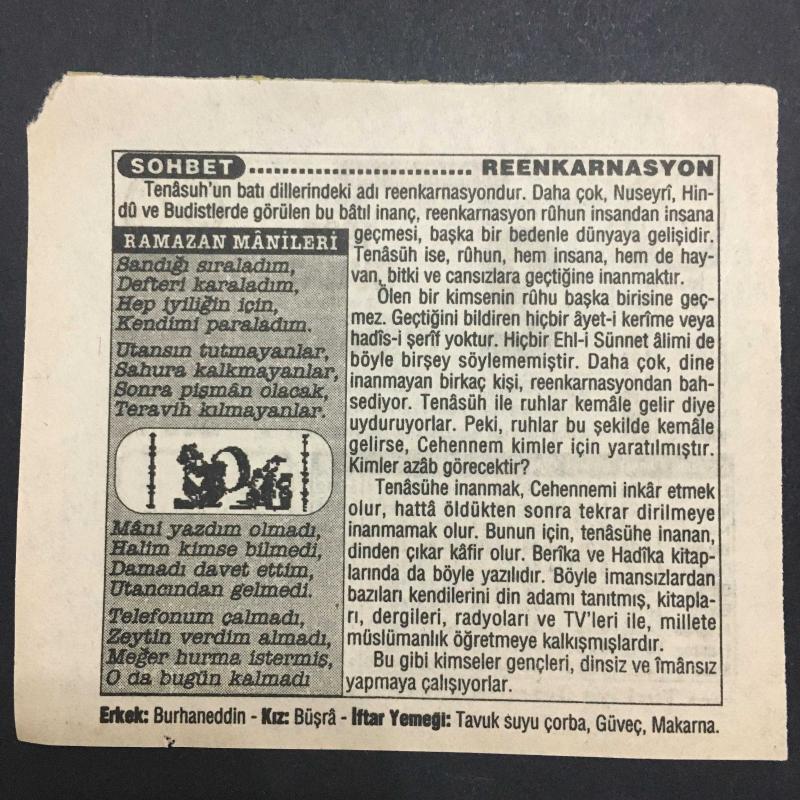 SOHBET .......................... REENKARNASYON
Tenâsuh'un batı dillerindeki adı reenkarnasyondur. Daha çok, Nuseyrî, Hin-
dû ve Budistlerde görülen bu bâtıl inanç, reenkarnasyon rûhun insandan insana
geçmesi, başka bir bedenle dünyaya gelişidir.
Tenâsüh ise, rûhun, hem insana, hem de hay-
van, bitki ve cansızlara geçtiğine inanmaktır.
Ölen bir kimsenin rûhu başka birisine geç-
mez. Geçtiğini bildiren hiçbir âyet-i kerîme veya
hadîs-i şerîf yoktur. Hiçbir Ehl-i Sünnet âlimi de
böyle birşey söylememiştir. Daha çok, dine
inanmayan birkaç kişi, reenkarnasyondan bah-
sediyor. Tenâsüh ile ruhlar kemâle gelir diye
uyduruyorlar. Peki, ruhlar bu şekilde kemâle
gelirse, Cehennem kimler için yaratılmıştır.
Kimler azâb görecektir?
Tenâsühe inanmak, Cehennemi inkâr etmek
olur, hattâ öldükten sonra tekrar dirilmeye
inanmamak olur. Bunun için, tenâsühe inanan,
dinden çıkar kâfir olur. Berîka ve Hadîka kitap-
larında da böyle yazılıdır. Böyle imansızlardan
bazıları kendilerini din adamı tanıtmış, kitapla-
rı, dergileri, radyoları ve TV'leri ile, millete
müslümanlık öğretmeye kalkışmışlardır.
Bu gibi kimseler gençleri, dinsiz ve îmânsız
yapmaya çalışıyorlar.
RAMAZAN MÂNİLERİ
Sandığı sıraladım,
Defteri karaladım,
Hep iyiliğin için,
Kendimi paraladım.
Utansın tutmayanlar,
Sahura kalkmayanlar,
Sonra pişmân olacak,
Teravih kılmayanlar.
Mâni yazdım olmadı,
Halim kimse bilmedi,
Damadı davet ettim,
Utancından gelmedi.
Telefonum çalmadı,
Zeytin verdim almadı,
Meğer hurma istermiş,
O da bugün kalmadı
Erkek: Burhaneddin - Kız: Büşrâ - İftar Yemeği: Tavuk suyu çorba, Güveç, Makarna.